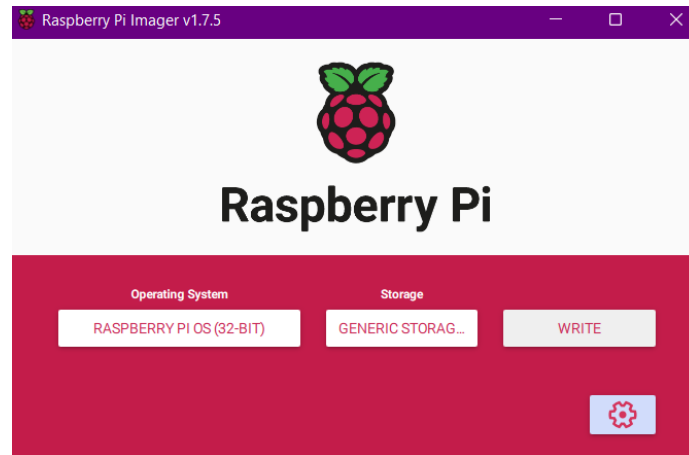 Raspberry Pi Imager v1.7.5
Raspberry Pi
Operating System
Storage
RASPBERRY PI OS (32-BIT)
GENERIC STORAG...
WRITE